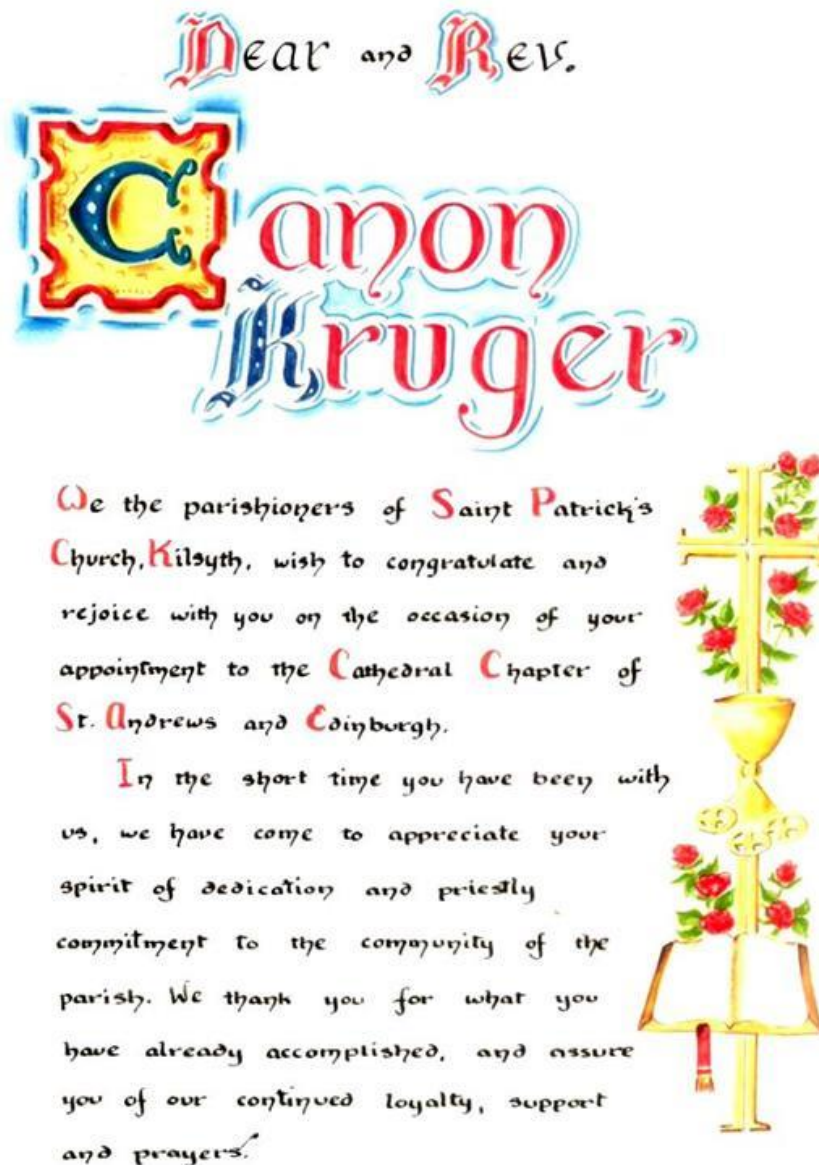 Dear and Rev.
Canon
Kruger
We the parishioners of Saint Patrick's
Church, Kilsyth, wish to congratulate and
rejoice with you on the occasion of your
appointment to the Cathedral Chapter of
St. Andrews and Edinburgh.
In the short time you have been with
us, we have come to appreciate your
spirit of dedication and priestly
commitment to the community of the
parish. We thank you for what you
have already accomplished, and assure
you of our continued loyalty, support
and prayers.